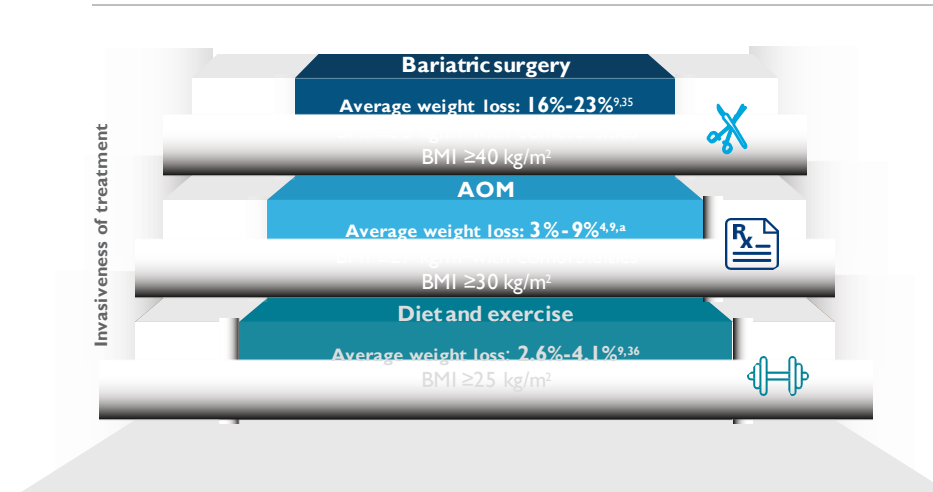 Bariatric surgery
Average weight loss: 16%-23%9,35
BMI ≥40 kg/m2
Invasiveness of treatment
AOM
Average weight loss: 3%-9%4,9,a
BMI ≥30 kg/m2
Diet and exercise
Average weight loss: 2.6%-4.1%9,36
BMI ≥25 kg/m2
Rx